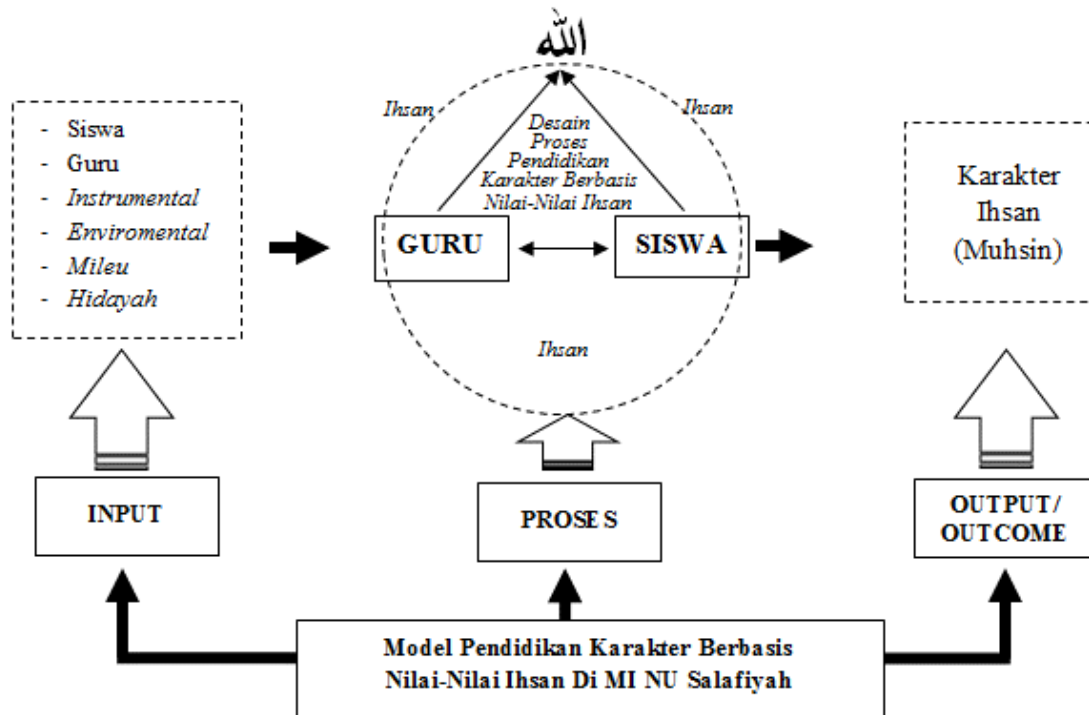 الله
- Siswa
- Guru
- Instrumental
- Enviromental
- Mileu
- Hidayah
Ihsan
Ihsan
Desain
Proses
Pendidikan
Karakter Berbasis
Nilai-Nilai Ihsan
GURU
SISWA
Ihsan
Karakter
Ihsan
(Muhsin)
INPUT
PROSES
OUTPUT/
OUTCOME
Model Pendidikan Karakter Berbasis
Nilai-Nilai Ihsan Di MI NU Salafiyah